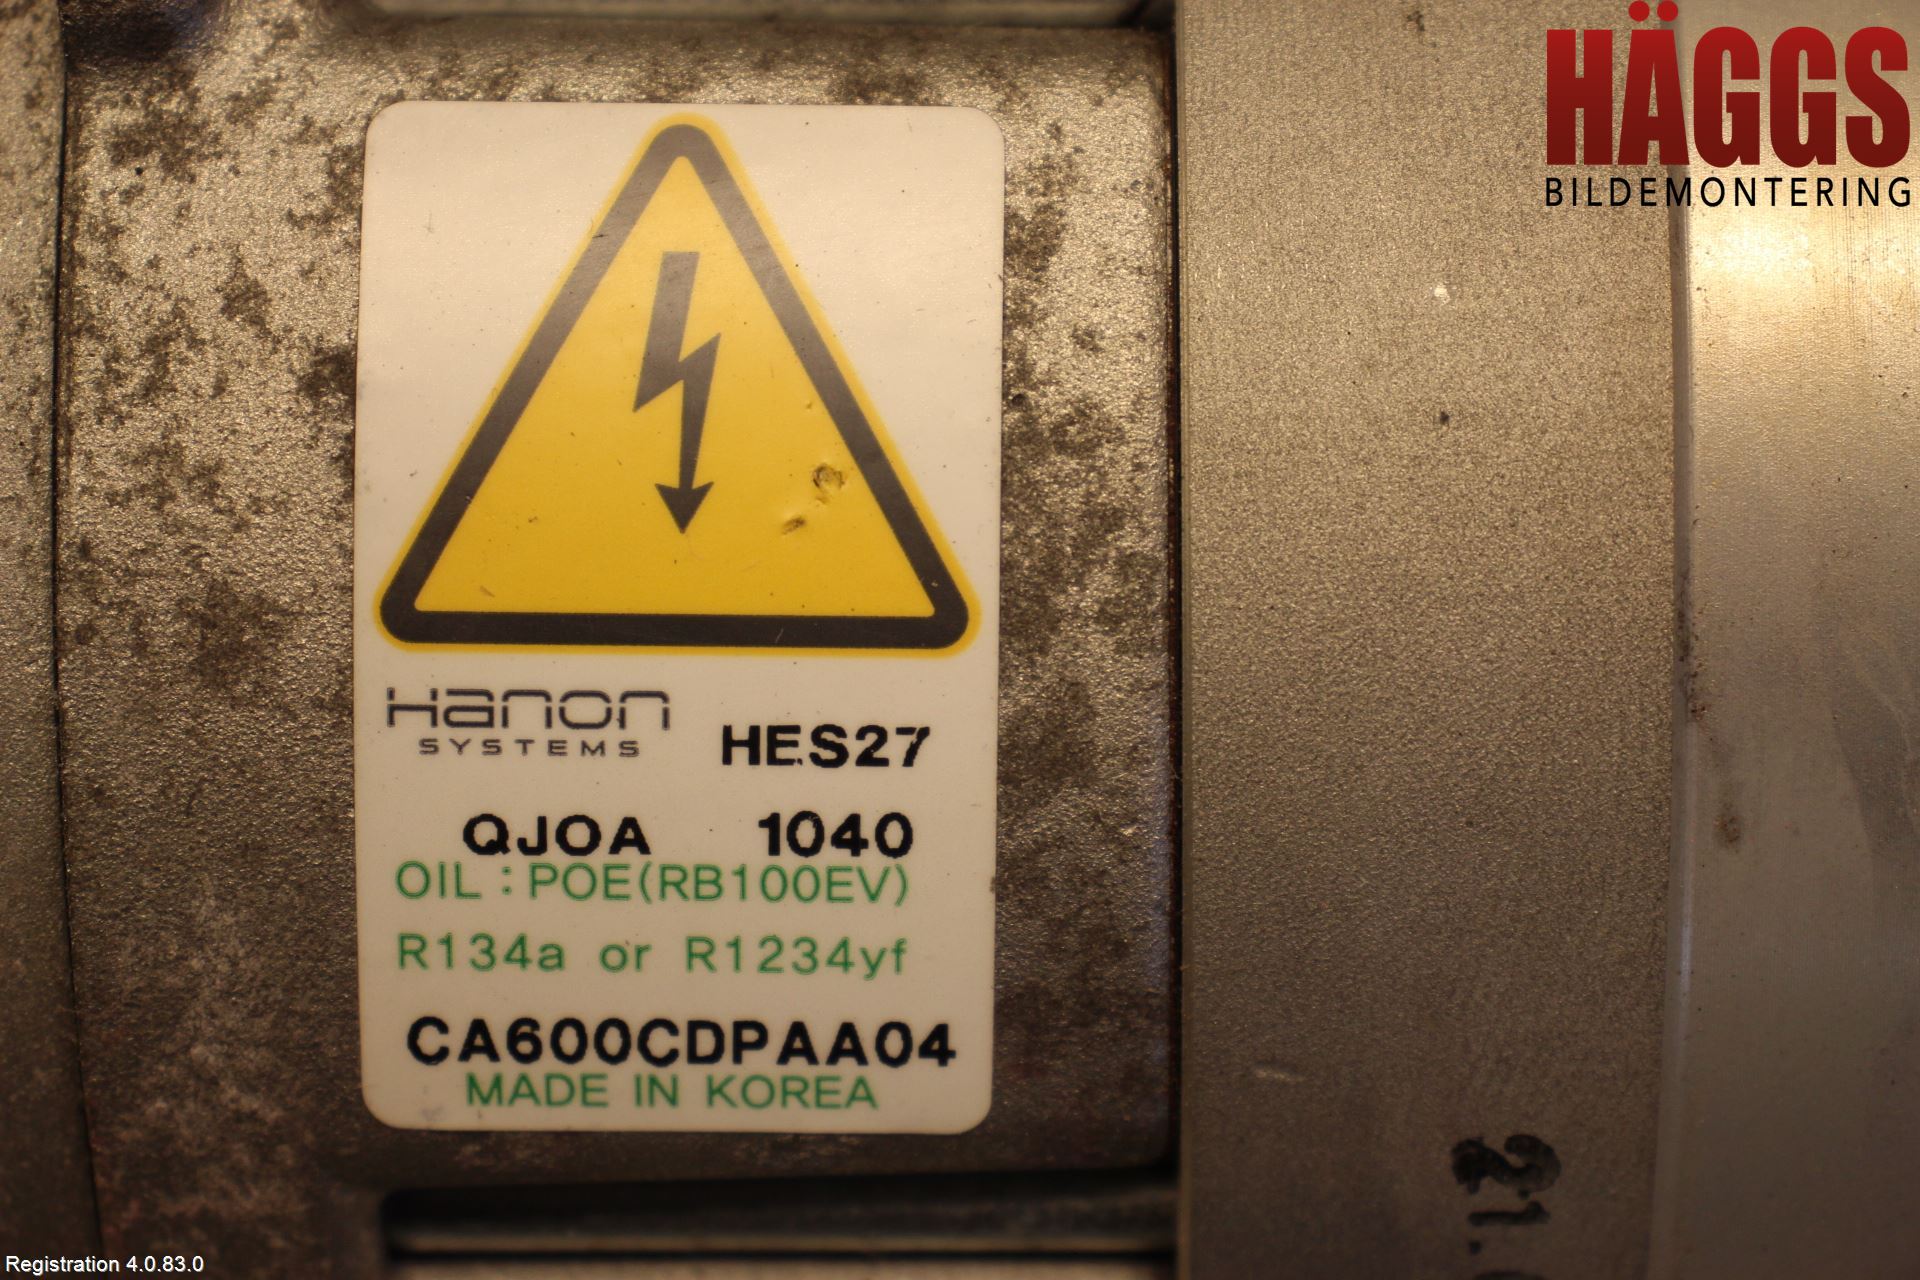 HÄGGS
BILDEMONTERING
Hanon
SYSTEMS
HES27
QJOA 1040
OIL : POE(RB100EV)
R134a or R1234yf
CA600CDPAA04
MADE IN KOREA
Registration 4.0.83.0